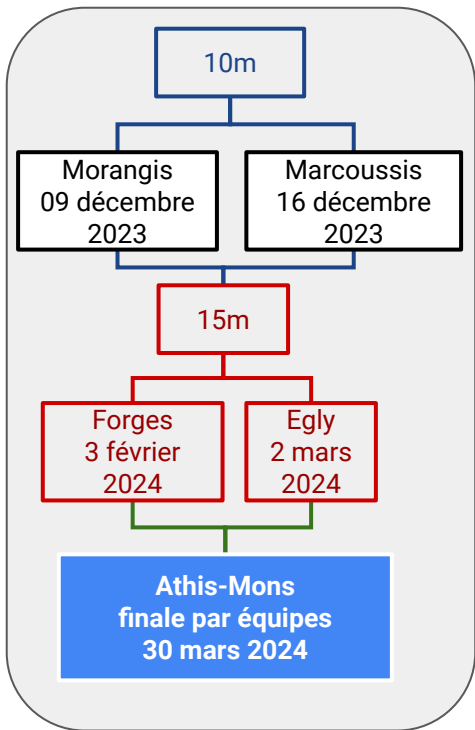 10m
Morangis
09 décembre
2023
Marcoussis
16 décembre
2023
15m
Forges
3 février
2024
Egly
2 mars
2024
Athis-Mons
finale par équipes
30 mars 2024